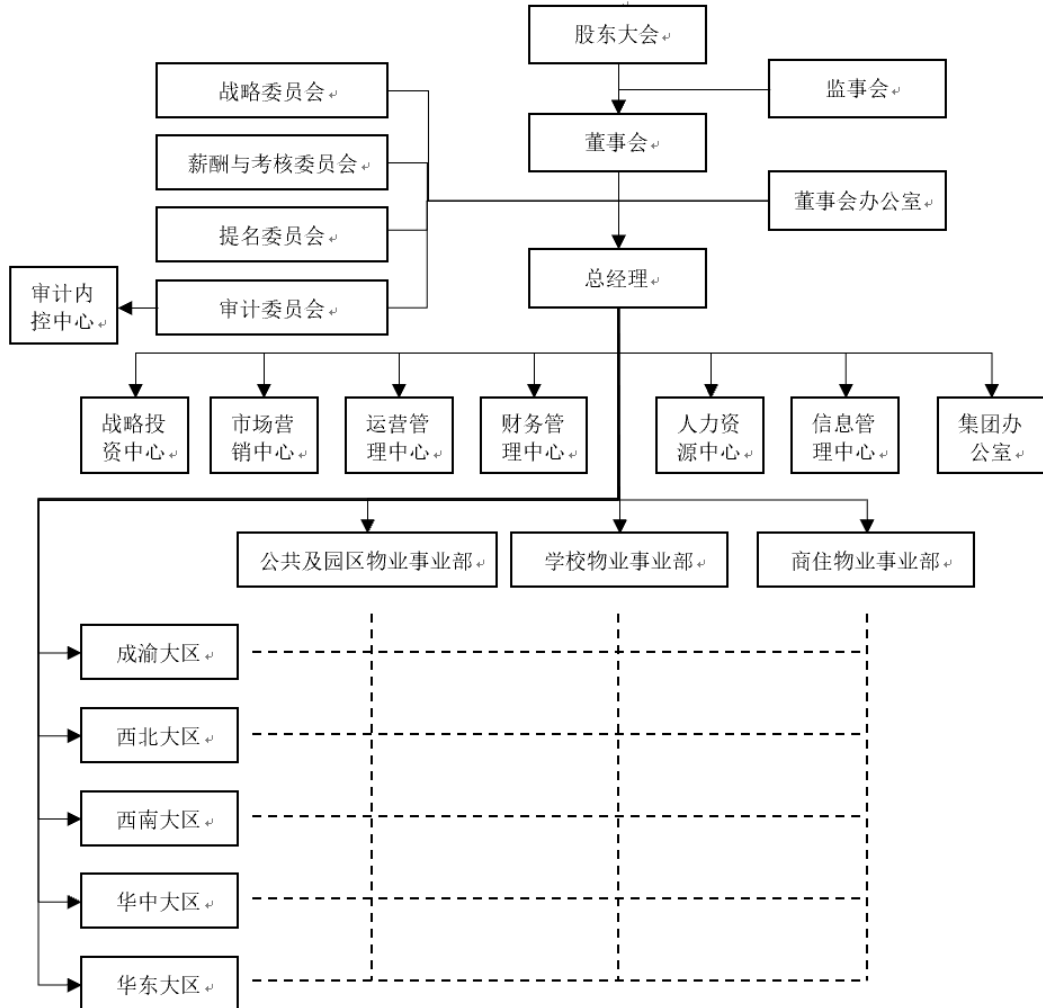 股东大会
战略委员会
监事会
董事会
薪酬与考核委员会
董事会办公室
提名委员会
总经理
审计内
控中心
审计委员会
战略投
资中心
市场营
销中心
运营管
理中心
财务管
理中心
人力资
源中心
信息管
理中心
集团办
公室
公共及园区物业事业部
学校物业事业部
商住物业事业部
成渝大区
西北大区
西南大区
华中大区
华东大区